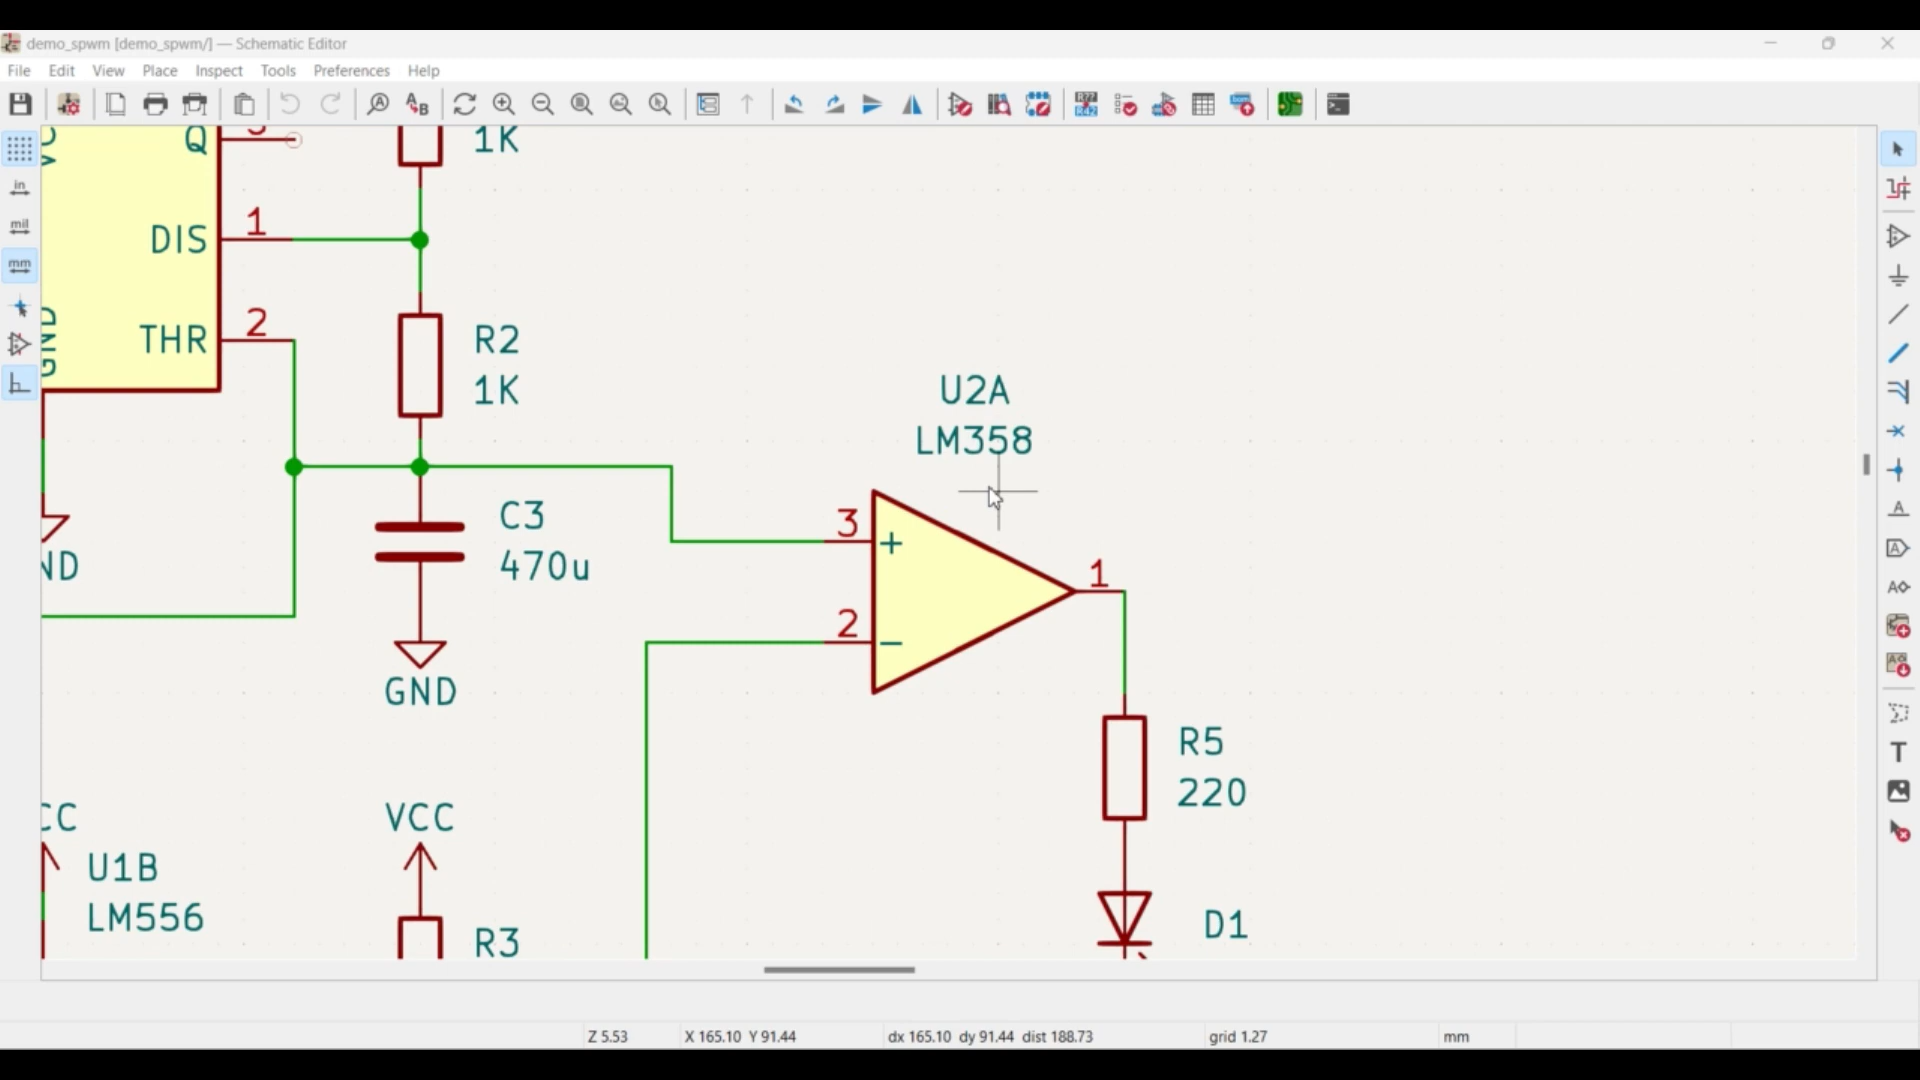 demo_spwm [demo_spwm/] — Schematic Editor
File Edit View Place Inspect Tools Preferences Help
in
mil
mm
Q
1K
DIS
1
THR
2
GND
R2
1K
U2A
LM358
3
+
2
−
1
C3
470u
GND
R5
220
VCC
U1B
LM556
R3
D1
Z 5.53 X 165.10 Y 91.44 dx 165.10 dy 91.44 dist 188.73 grid 1.27 mm